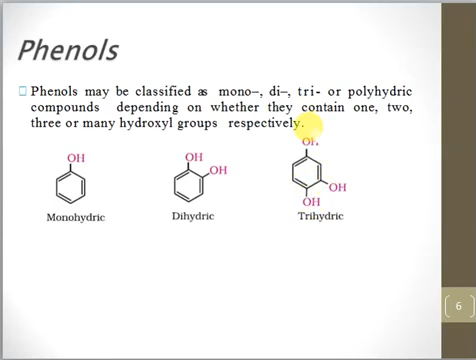 Phenols
Phenols may be classified as mono–, di–, tri- or polyhydric
compounds depending on whether they contain one, two,
three or many hydroxyl groups respectively.
OH
OH
OH
OH
OH
OH
Monohydric
Dihydric
Trihydric
6